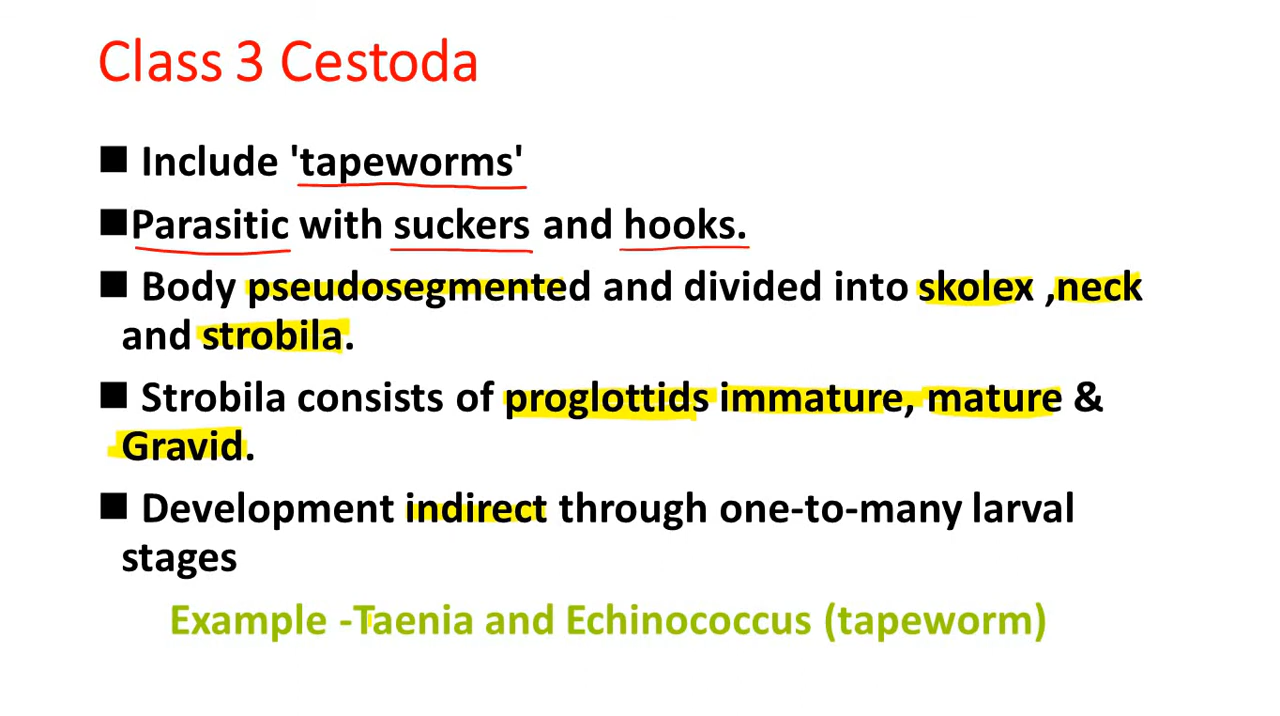 Class 3 Cestoda
■ Include 'tapeworms'
■Parasitic with suckers and hooks.
■ Body pseudosegmented and divided into skolex ,neck
and strobila.
■ Strobila consists of proglottids immature, mature &
Gravid.
■ Development indirect through one-to-many larval
stages
Example -Taenia and Echinococcus (tapeworm)